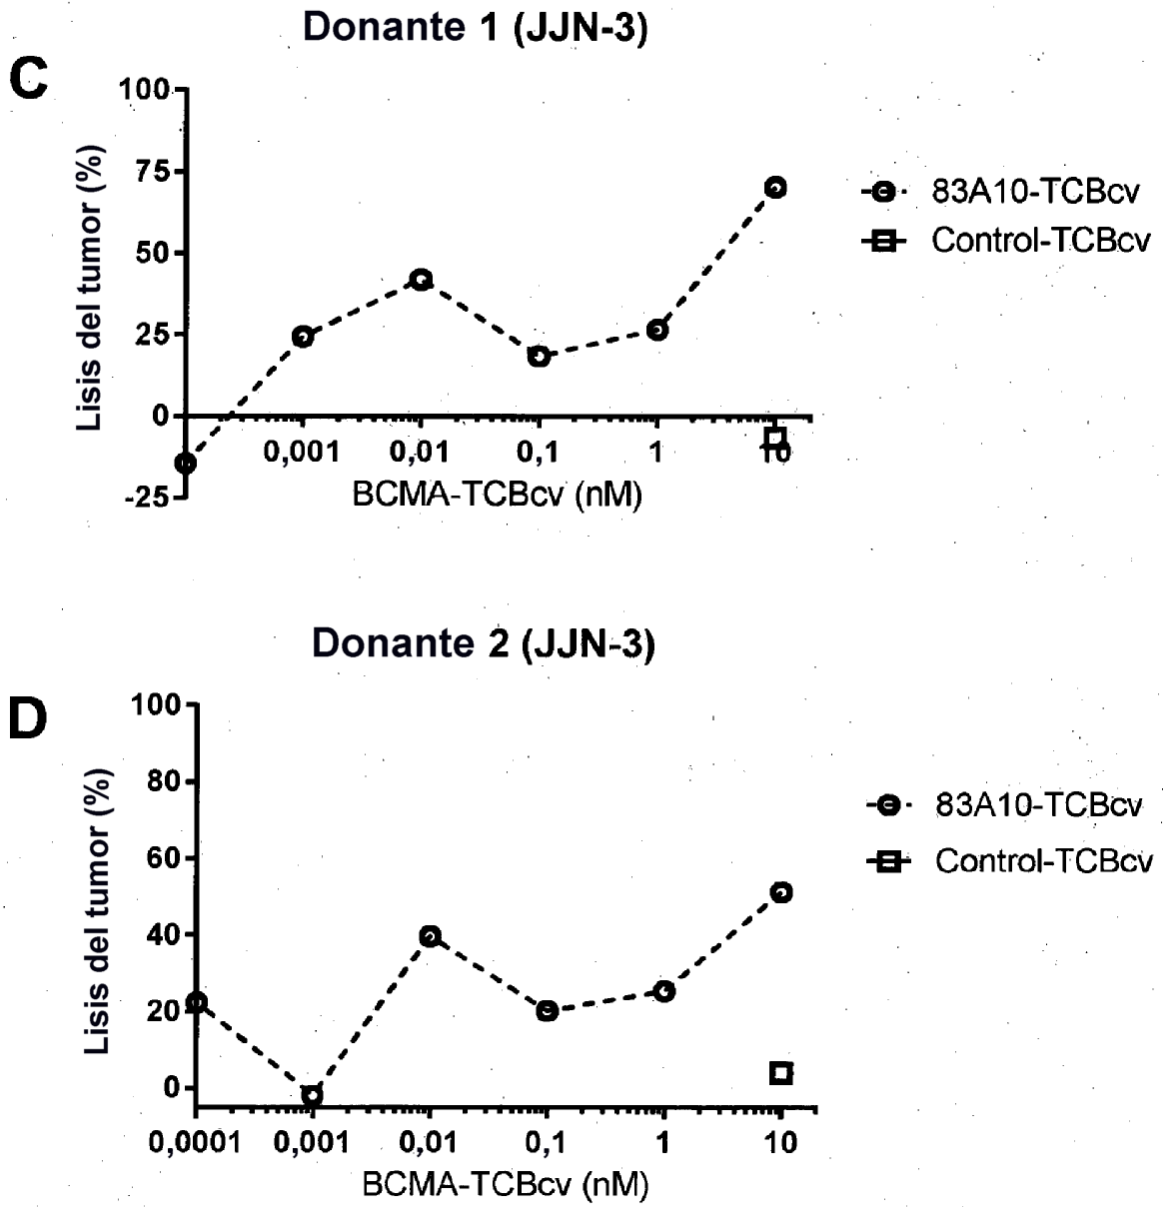 Donante 1 (JJN-3)
C
100
75
50
25
0
-25
Lisis del tumor (%)
0,001 0,01 0,1 1 10
BCMA-TCBcv (nM)
83A10-TCBcv
Control-TCBcv
Donante 2 (JJN-3)
D
100
80
60
40
20
0
Lisis del tumor (%)
0,0001 0,001 0,01 0,1 1 10
BCMA-TCBcv (nM)
83A10-TCBcv
Control-TCBcv